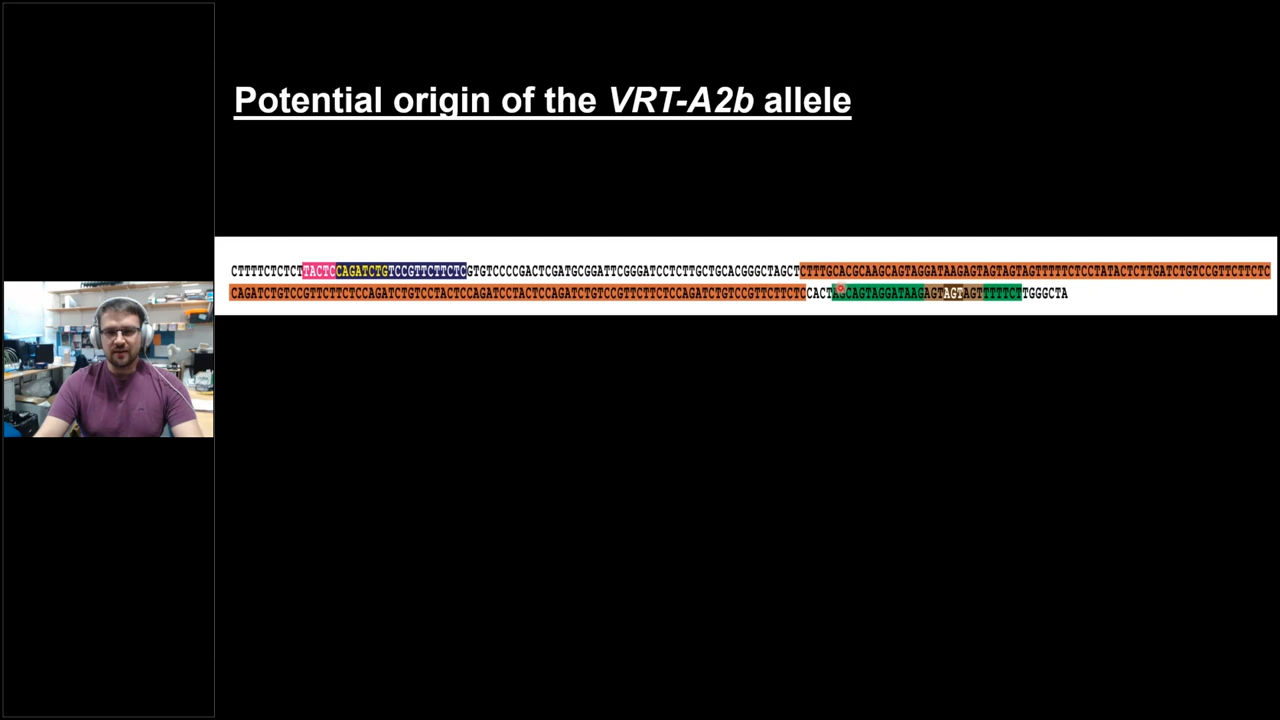 Potential origin of the VRT-A2b allele
CTTTTCTCTCTTACTCCAGATCTGTCCGTTCTTCTCGTGTCCCCGACTCGATGCGGATTCGGGATCCTCTTGCTGCACGGGCTAGCTCTTTGCACGCAAGCAGTAGGATAAGAGTAGTAGTAGTTTTTCTCCTATACTCTTGATCTGTCCGTTCTTCTC
CAGATCTGTCCGTTCTTCTCCAGATCTGTCCTACTCCAGATCCTACTCCAGATCTGTCCGTTCTTCTCCAGATCTGTCCGTTCTTCTCCACTAGCAGTAGGATAAGAGTAGTAGTTTTTCTTGGGCTA